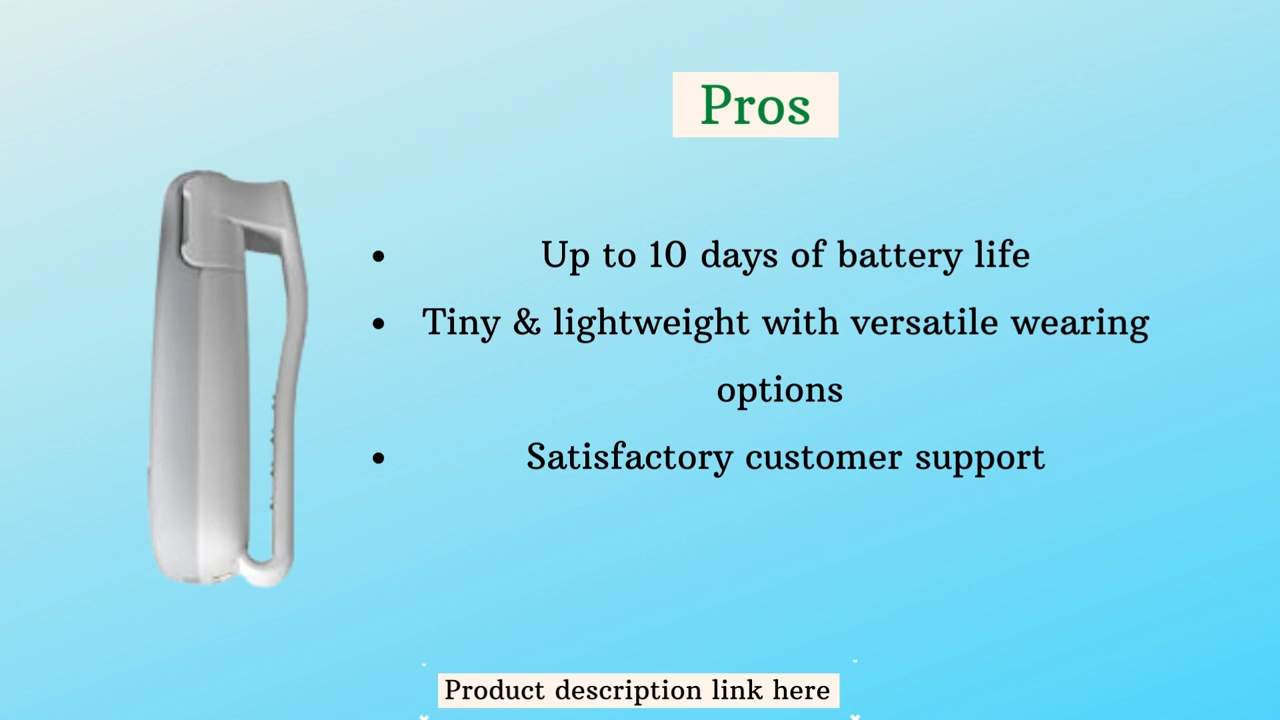 Pros
• Up to 10 days of battery life
• Tiny & lightweight with versatile wearing
options
• Satisfactory customer support
Product description link here